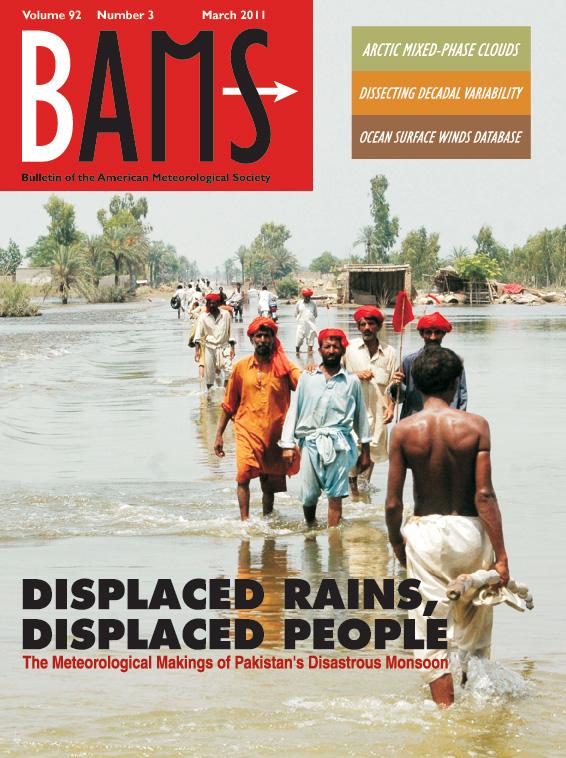 Volume 92 Number 3 March 2011
BAMS
Bulletin of the American Meteorological Society
ARCTIC MIXED-PHASE CLOUDS
DISSECTING DECADAL VARIABILITY
OCEAN SURFACE WINDS DATABASE
DISPLACED RAINS,
DISPLACED PEOPLE
The Meteorological Makings of Pakistan's Disastrous Monsoon